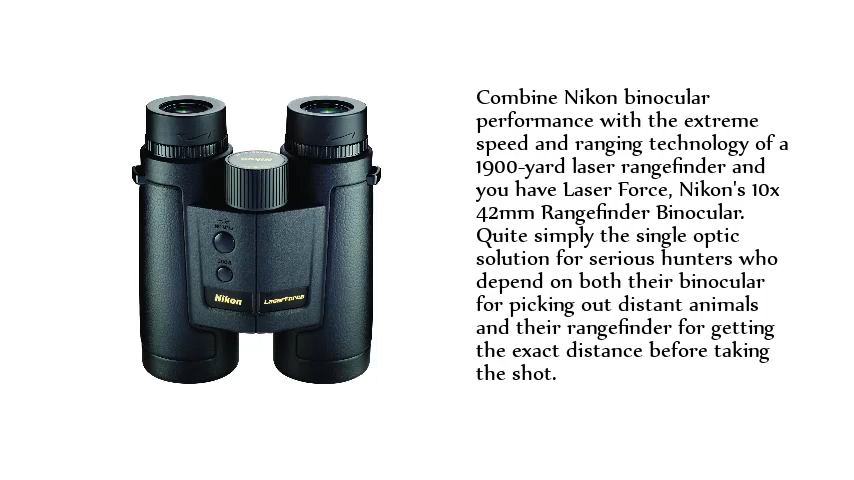 Nikon
Nikon
LaserForce
Combine Nikon binocular
performance with the extreme
speed and ranging technology of a
1900-yard laser rangefinder and
you have Laser Force, Nikon's 10x
42mm Rangefinder Binocular.
Quite simply the single optic
solution for serious hunters who
depend on both their binocular
for picking out distant animals
and their rangefinder for getting
the exact distance before taking
the shot.